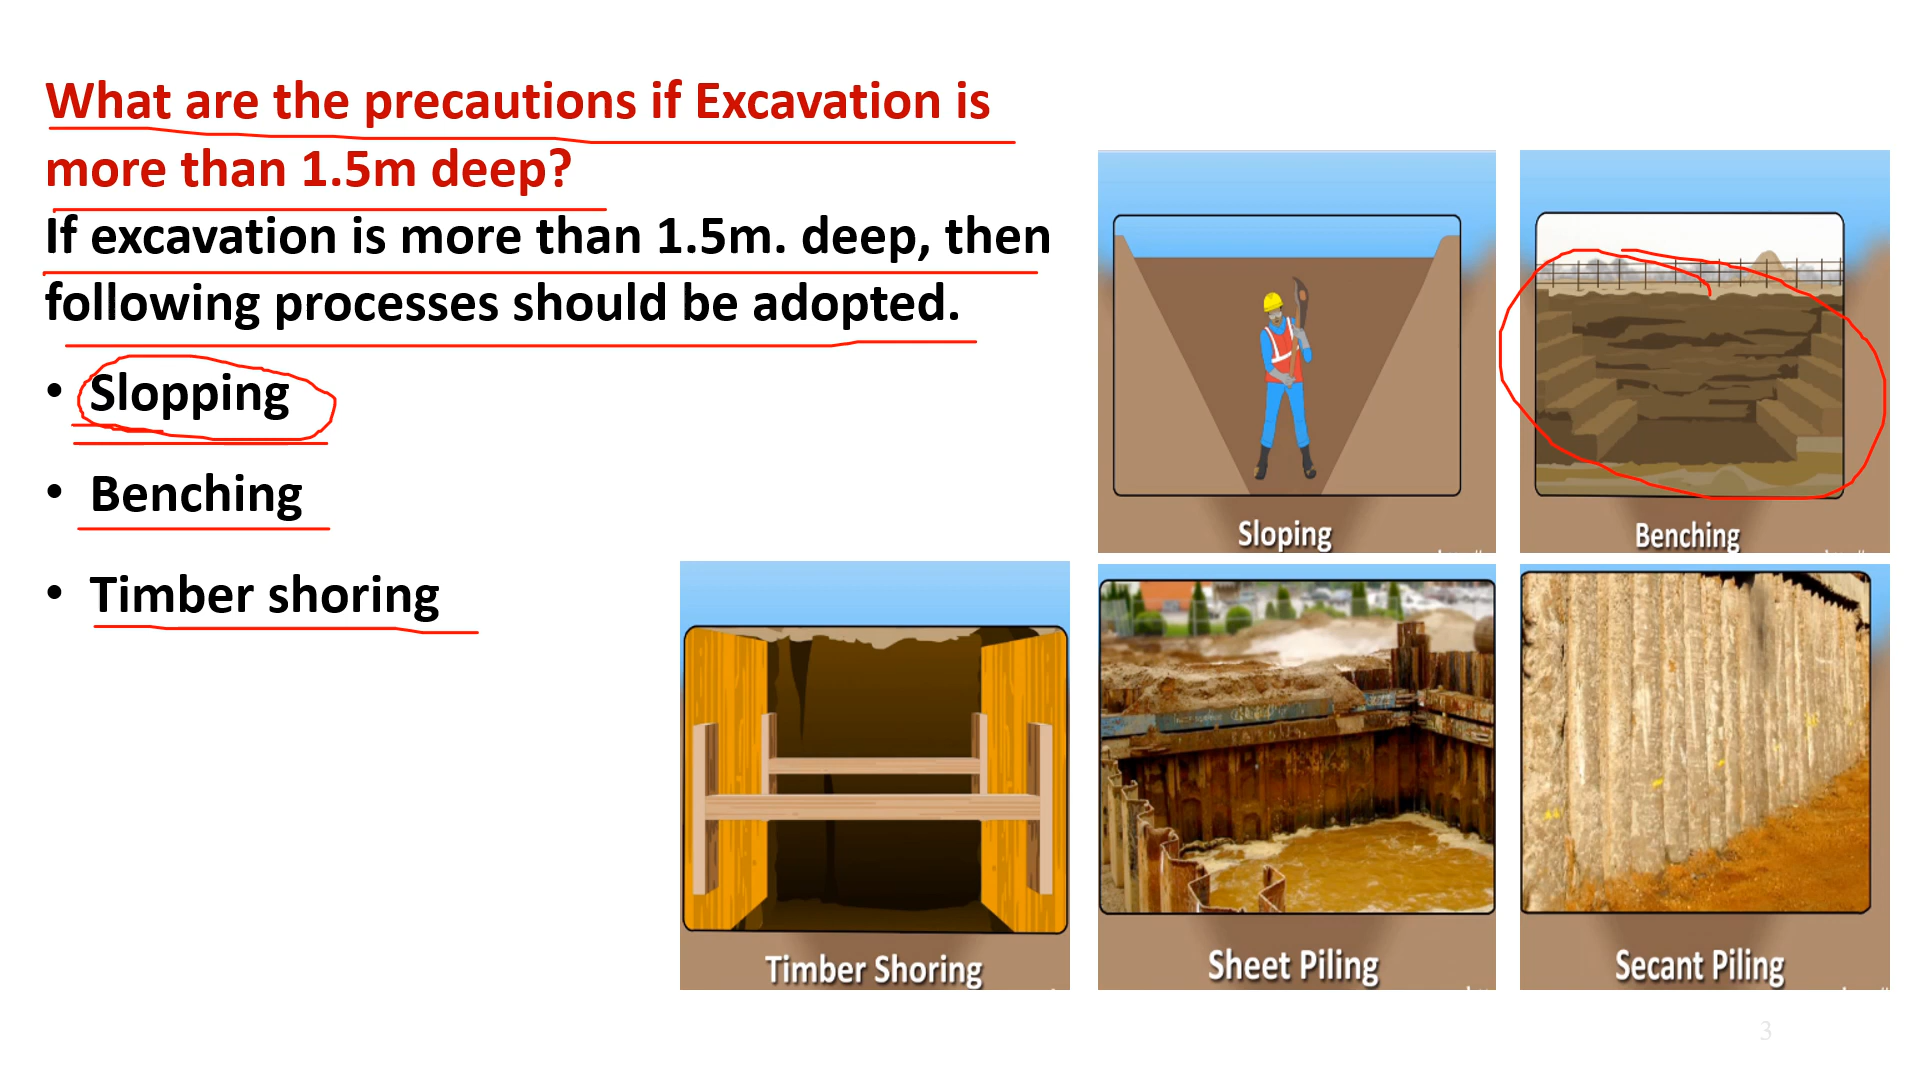 What are the precautions if Excavation is
more than 1.5m deep?
If excavation is more than 1.5m. deep, then
following processes should be adopted.
• Slopping
• Benching
• Timber shoring
Sloping
Benching
Timber Shoring
Sheet Piling
Secant Piling
3